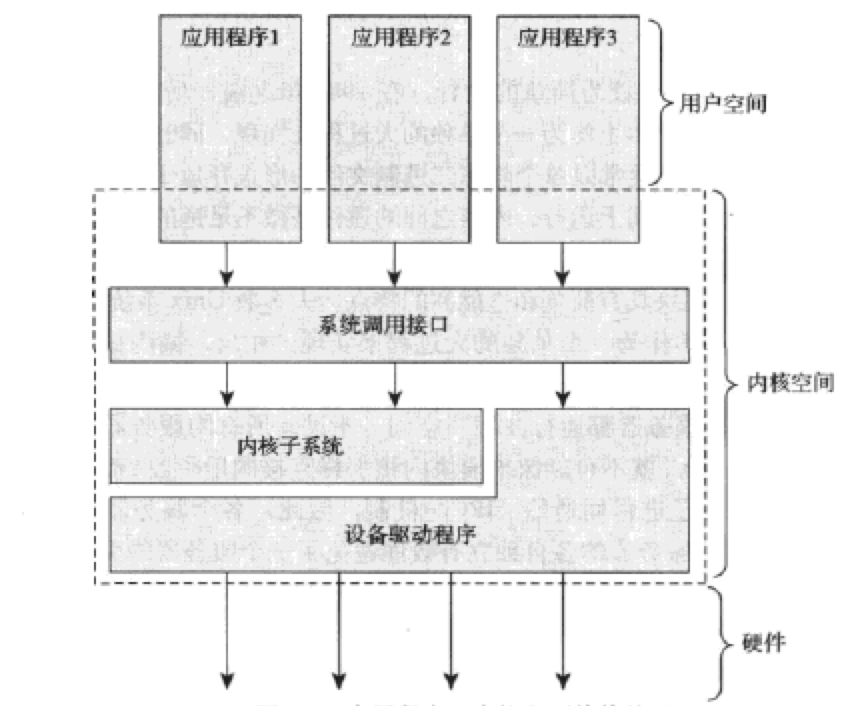 应用程序1
应用程序2
应用程序3
用户空间
系统调用接口
内核空间
内核子系统
设备驱动程序
硬件